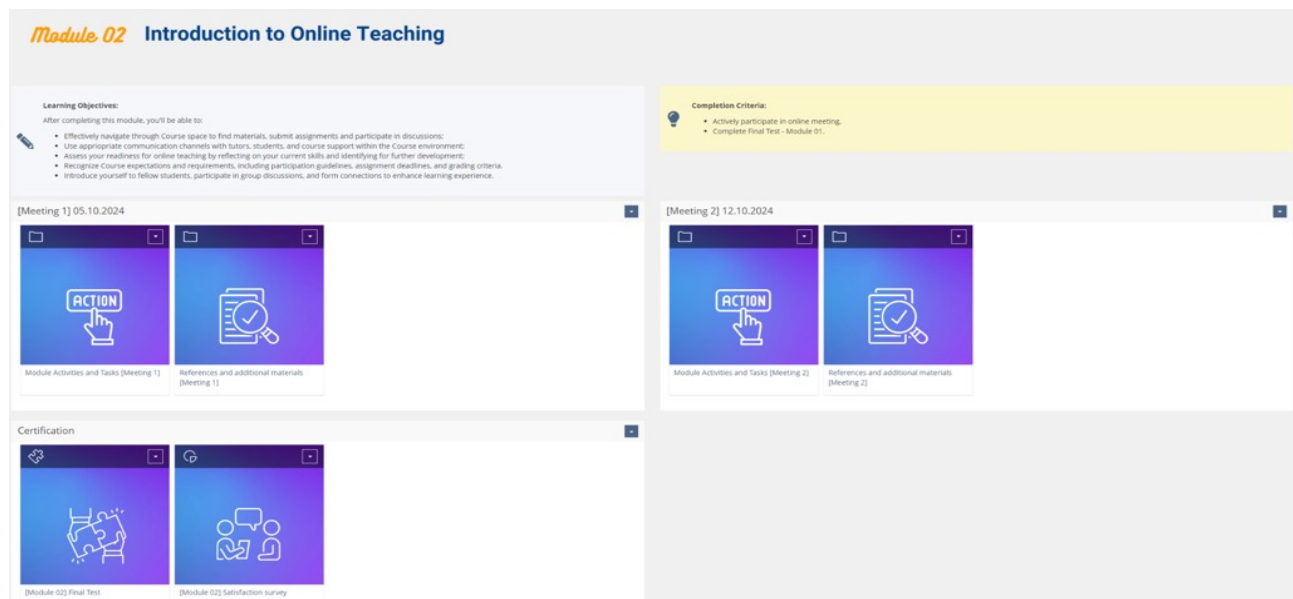 Module 02 Introduction to Online Teaching
Learning Objectives:
After completing this module, you'll be able to:
Effectively navigate through Course space to find materials, submit assignments and participate in discussions;
Use appropriate communication channels with tutors, students, and course support within the Course environment;
Assess your readiness for online teaching by reflecting on your current skills and identifying for further development;
Recognize Course expectations and requirements, including participation guidelines, assignment deadlines, and grading criteria.
Introduce yourself to fellow students, participate in group discussions, and form connections to enhance learning experience.
Completion Criteria:
Actively participate in online meeting,
Complete Final Test - Module 01.
[Meeting 1] 05.10.2024
ACTION
Module Activities and Tasks [Meeting 1]
References and additional materials
[Meeting 1]
[Meeting 2] 12.10.2024
ACTION
Module Activities and Tasks [Meeting 2]
References and additional materials
[Meeting 2]
Certification
[Module 02] Final Test
[Module 02] Satisfaction survey